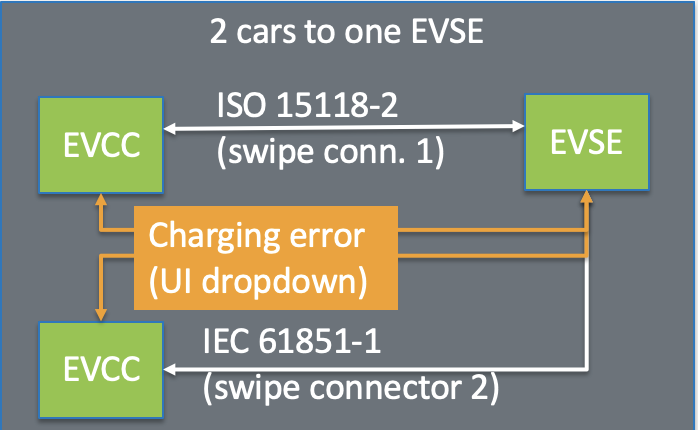 2 cars to one EVSE
ISO 15118-2
EVCC
EVSE
(swipe conn. 1)
Charging error
(UI dropdown)
IEC 61851-1
EVCC
(swipe connector 2)